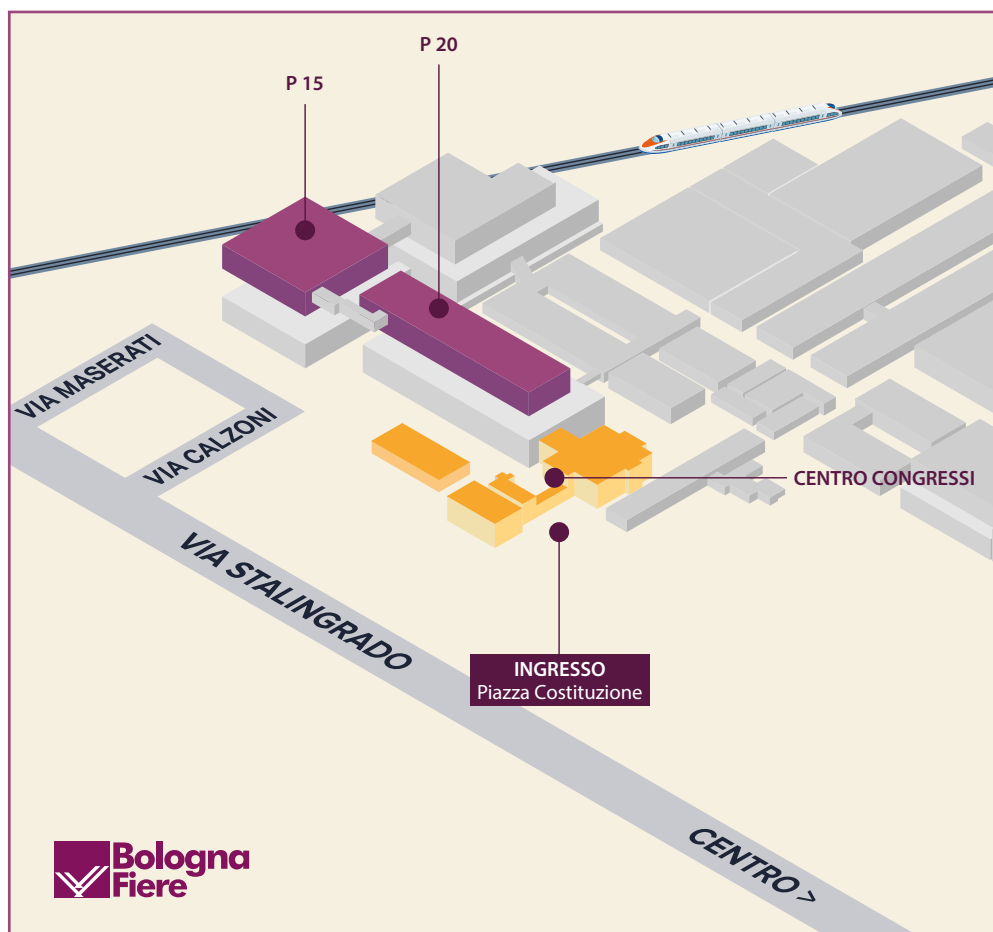 P 20
P 15
VIA MASERATI
VIA CALZONI
CENTRO CONGRESSI
VIA STALINGRADO
INGRESSO
Piazza Costituzione
CENTRO >
Bologna
Fiere